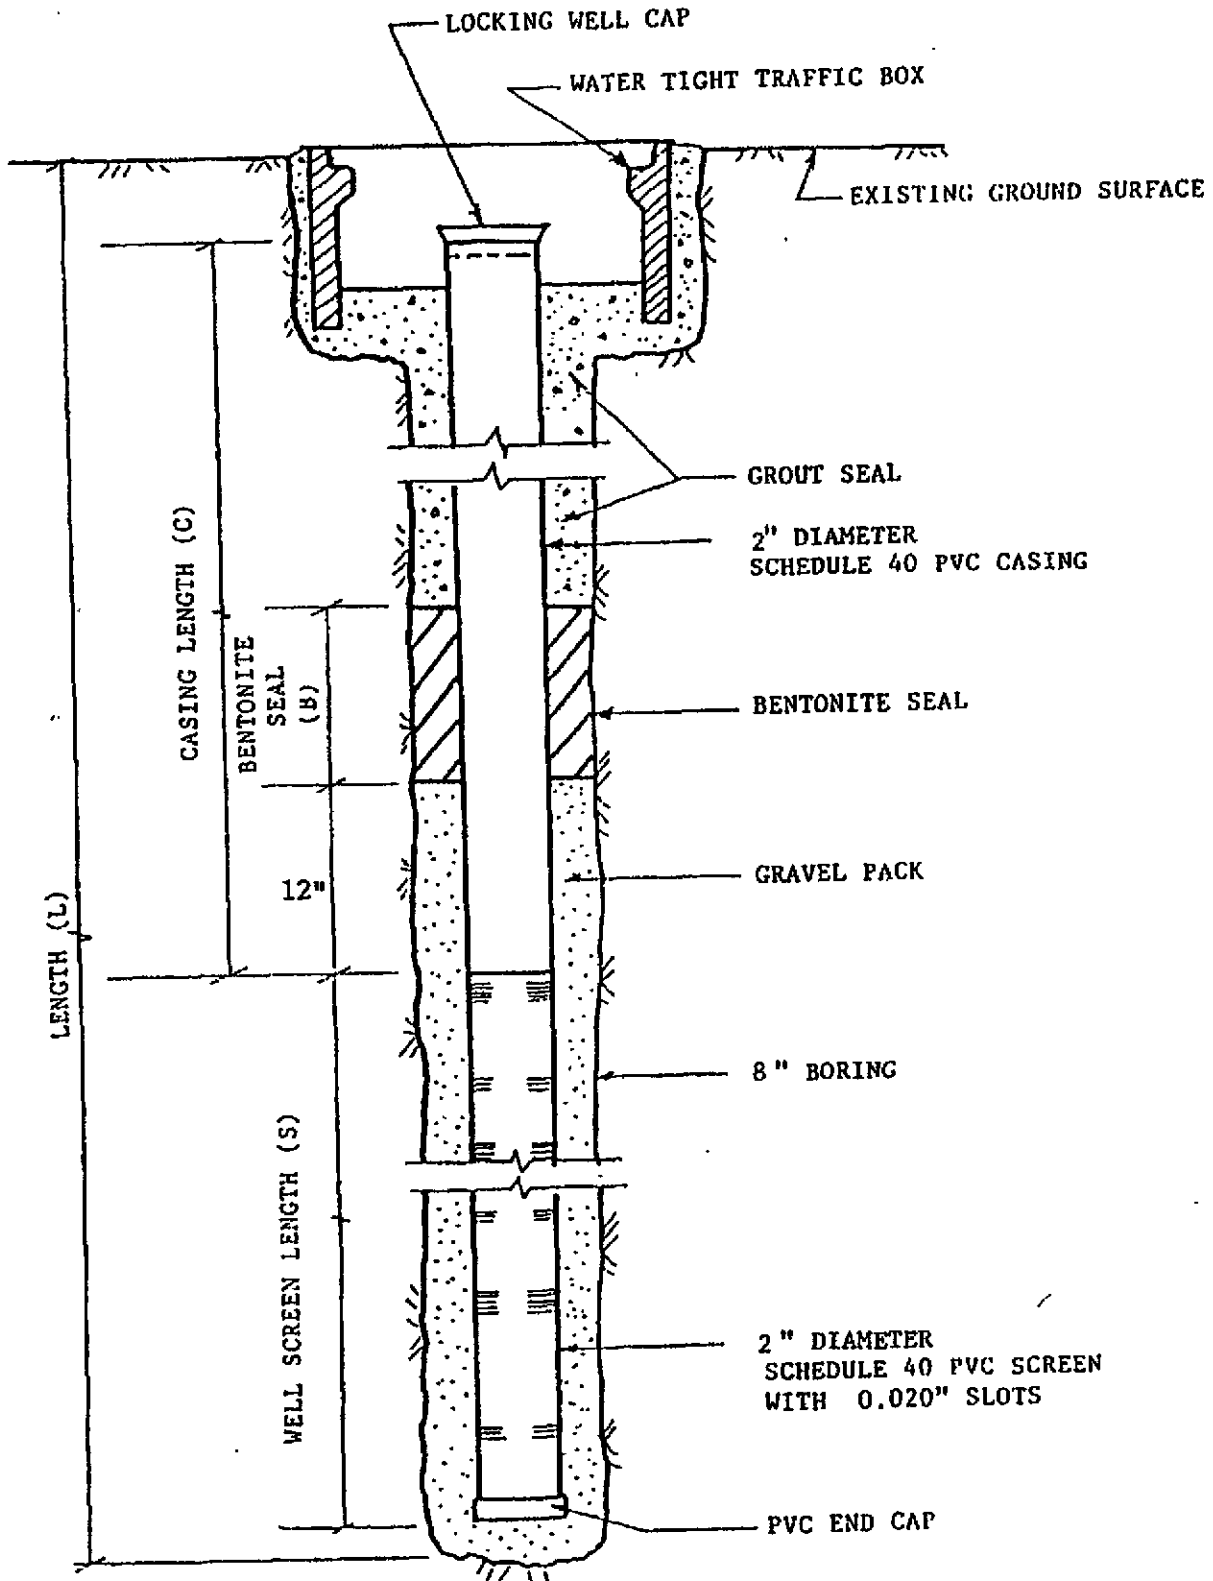 LOCKING WELL CAP
WATER TIGHT TRAFFIC BOX
EXISTING GROUND SURFACE
GROUT SEAL
2" DIAMETER
SCHEDULE 40 PVC CASING
CASING LENGTH (C)
BENTONITE
SEAL
(B)
BENTONITE SEAL
12"
GRAVEL PACK
LENGTH (L)
8" BORING
WELL SCREEN LENGTH (S)
2" DIAMETER
SCHEDULE 40 PVC SCREEN
WITH 0.020" SLOTS
PVC END CAP